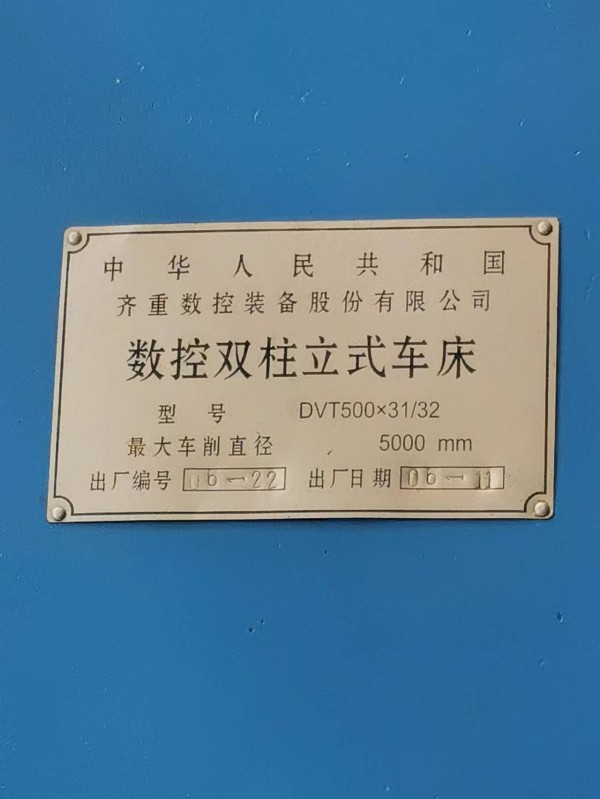 中华人民共和国
齐重数控装备股份有限公司
数控双柱立式车床
型号 DVT500×31/32
最大车削直径 5000 mm
出厂编号 06-22 出厂日期 06-11